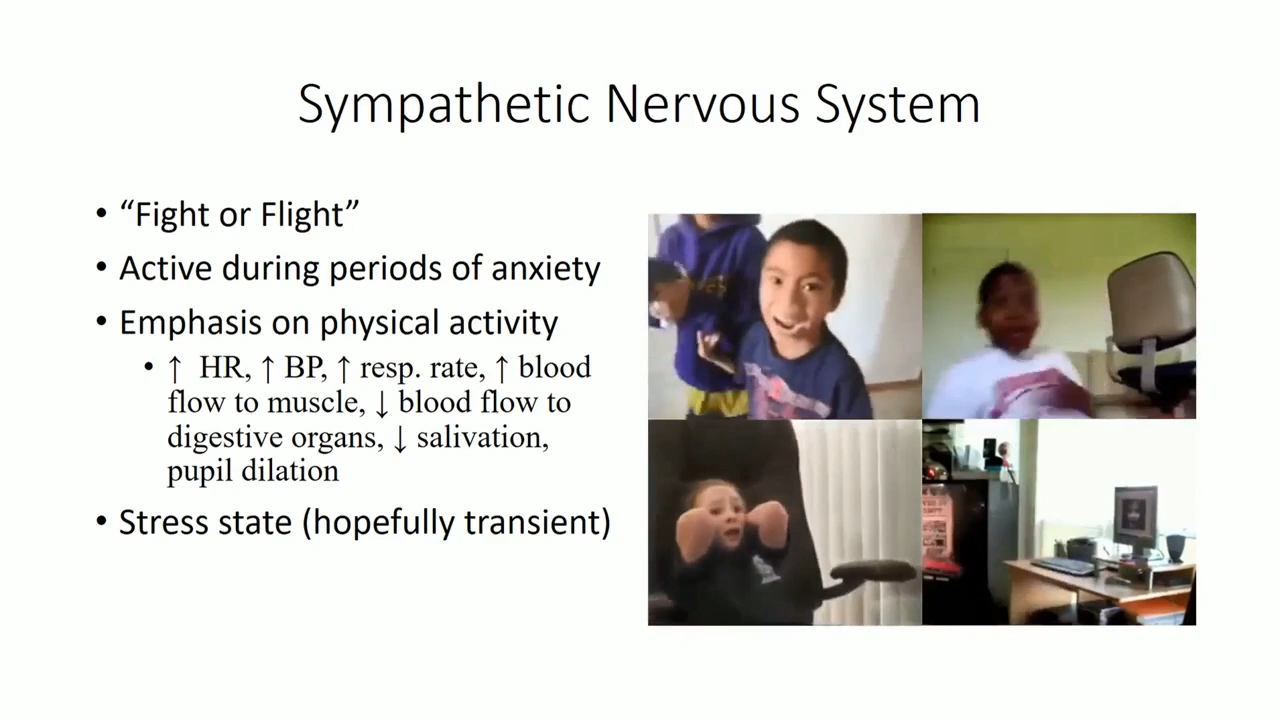 Sympathetic Nervous System
• “Fight or Flight”
• Active during periods of anxiety
• Emphasis on physical activity
• ↑ HR, ↑ BP, ↑ resp. rate, ↑ blood
flow to muscle, ↓ blood flow to
digestive organs, ↓ salivation,
pupil dilation
• Stress state (hopefully transient)